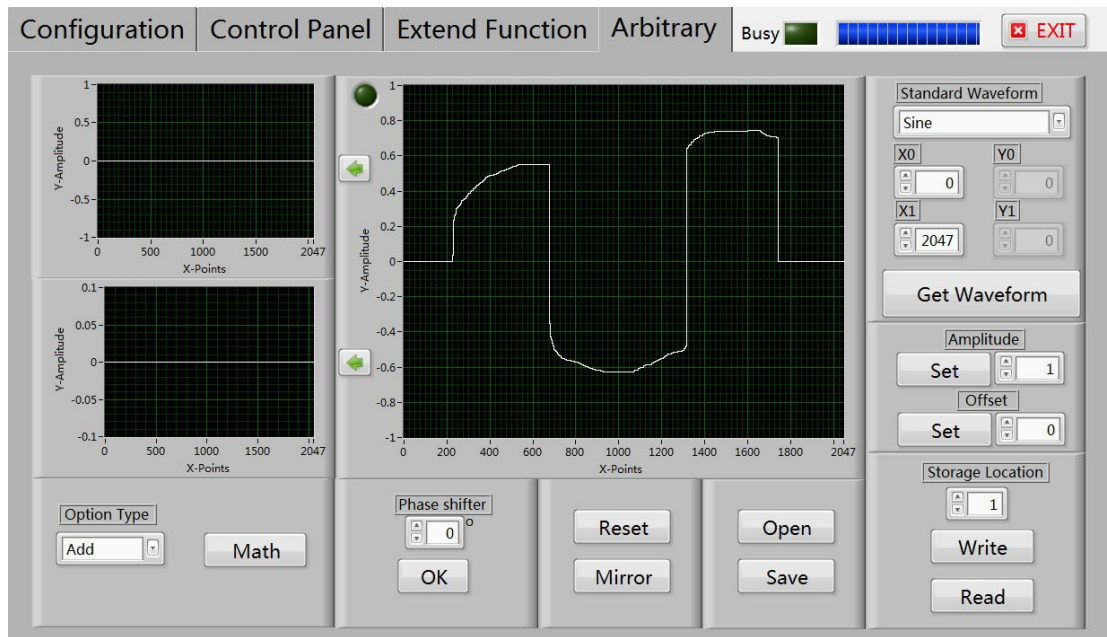 Configuration Control Panel Extend Function Arbitrary Busy EXIT
1
0.5
0
-0.5
-1
Y-Amplitude
0 500 1000 1500 2047
X-Points
0.1
0.05
0
-0.05
-0.1
Y-Amplitude
0 500 1000 1500 2047
X-Points
1
0.8
0.6
0.4
0.2
0
-0.2
-0.4
-0.6
-0.8
-1
Y-Amplitude
0 200 400 600 800 1000 1200 1400 1600 1800 2047
X-Points
Standard Waveform
Sine
X0 Y0
0 0
X1 Y1
2047 0
Get Waveform
Amplitude
Set 1
Offset
Set 0
Option Type
Add Math
Phase shifter
0 o
OK
Reset
Mirror
Open
Save
Storage Location
1
Write
Read